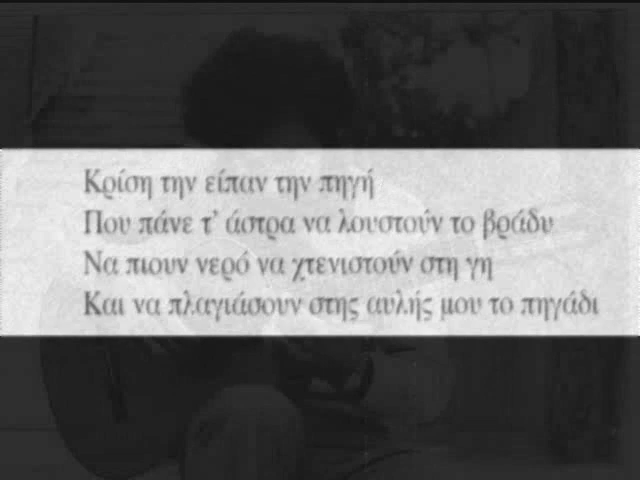 Κρίση την είπαν την πηγή
Που πάνε τ' άστρα να λουστούν το βράδυ
Να πιουν νερό να χτενιστούν στη γη
Και να πλαγιάσουν στης αυλής μου το πηγάδι